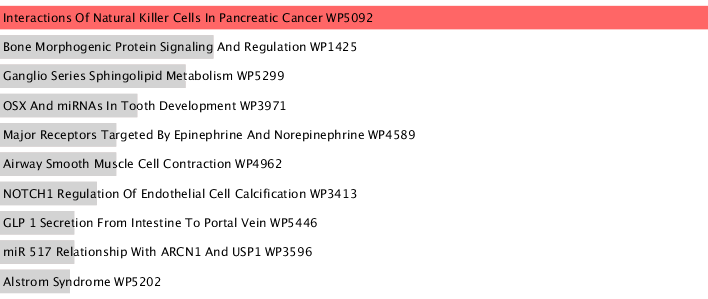 Interactions Of Natural Killer Cells In Pancreatic Cancer WP5092
Bone Morphogenic Protein Signaling And Regulation WP1425
Ganglio Series Sphingolipid Metabolism WP5299
OSX And miRNAs In Tooth Development WP3971
Major Receptors Targeted By Epinephrine And Norepinephrine WP4589
Airway Smooth Muscle Cell Contraction WP4962
NOTCH1 Regulation Of Endothelial Cell Calcification WP3413
GLP 1 Secretion From Intestine To Portal Vein WP5446
miR 517 Relationship With ARCN1 And USP1 WP3596
Alstrom Syndrome WP5202